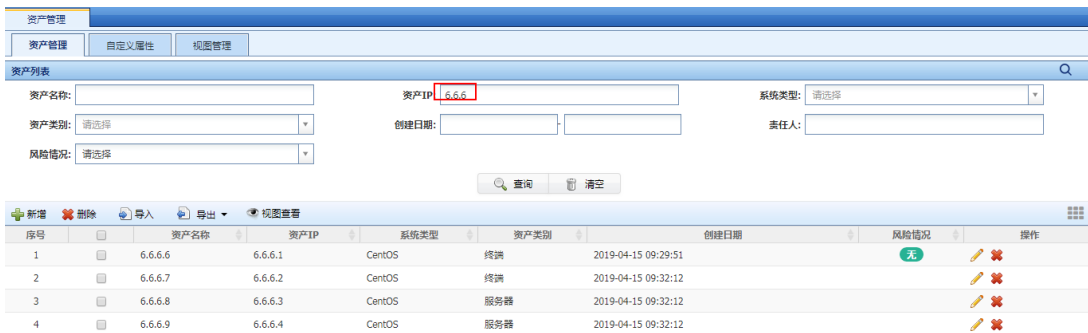 资产管理
资产管理 自定义属性 视图管理
资产列表
资产名称: 资产IP 6.6.6 系统类型: 请选择
资产类别: 请选择 创建日期: - 责任人:
风险情况: 请选择
查询 清空
新增 删除 导入 导出 视图查看
序号 资产名称 资产IP 系统类型 资产类别 创建日期 风险情况 操作
1 6.6.6.6 6.6.6.1 CentOS 终端 2019-04-15 09:29:51 无
2 6.6.6.7 6.6.6.2 CentOS 终端 2019-04-15 09:32:12
3 6.6.6.8 6.6.6.3 CentOS 服务器 2019-04-15 09:32:12
4 6.6.6.9 6.6.6.4 CentOS 服务器 2019-04-15 09:32:12